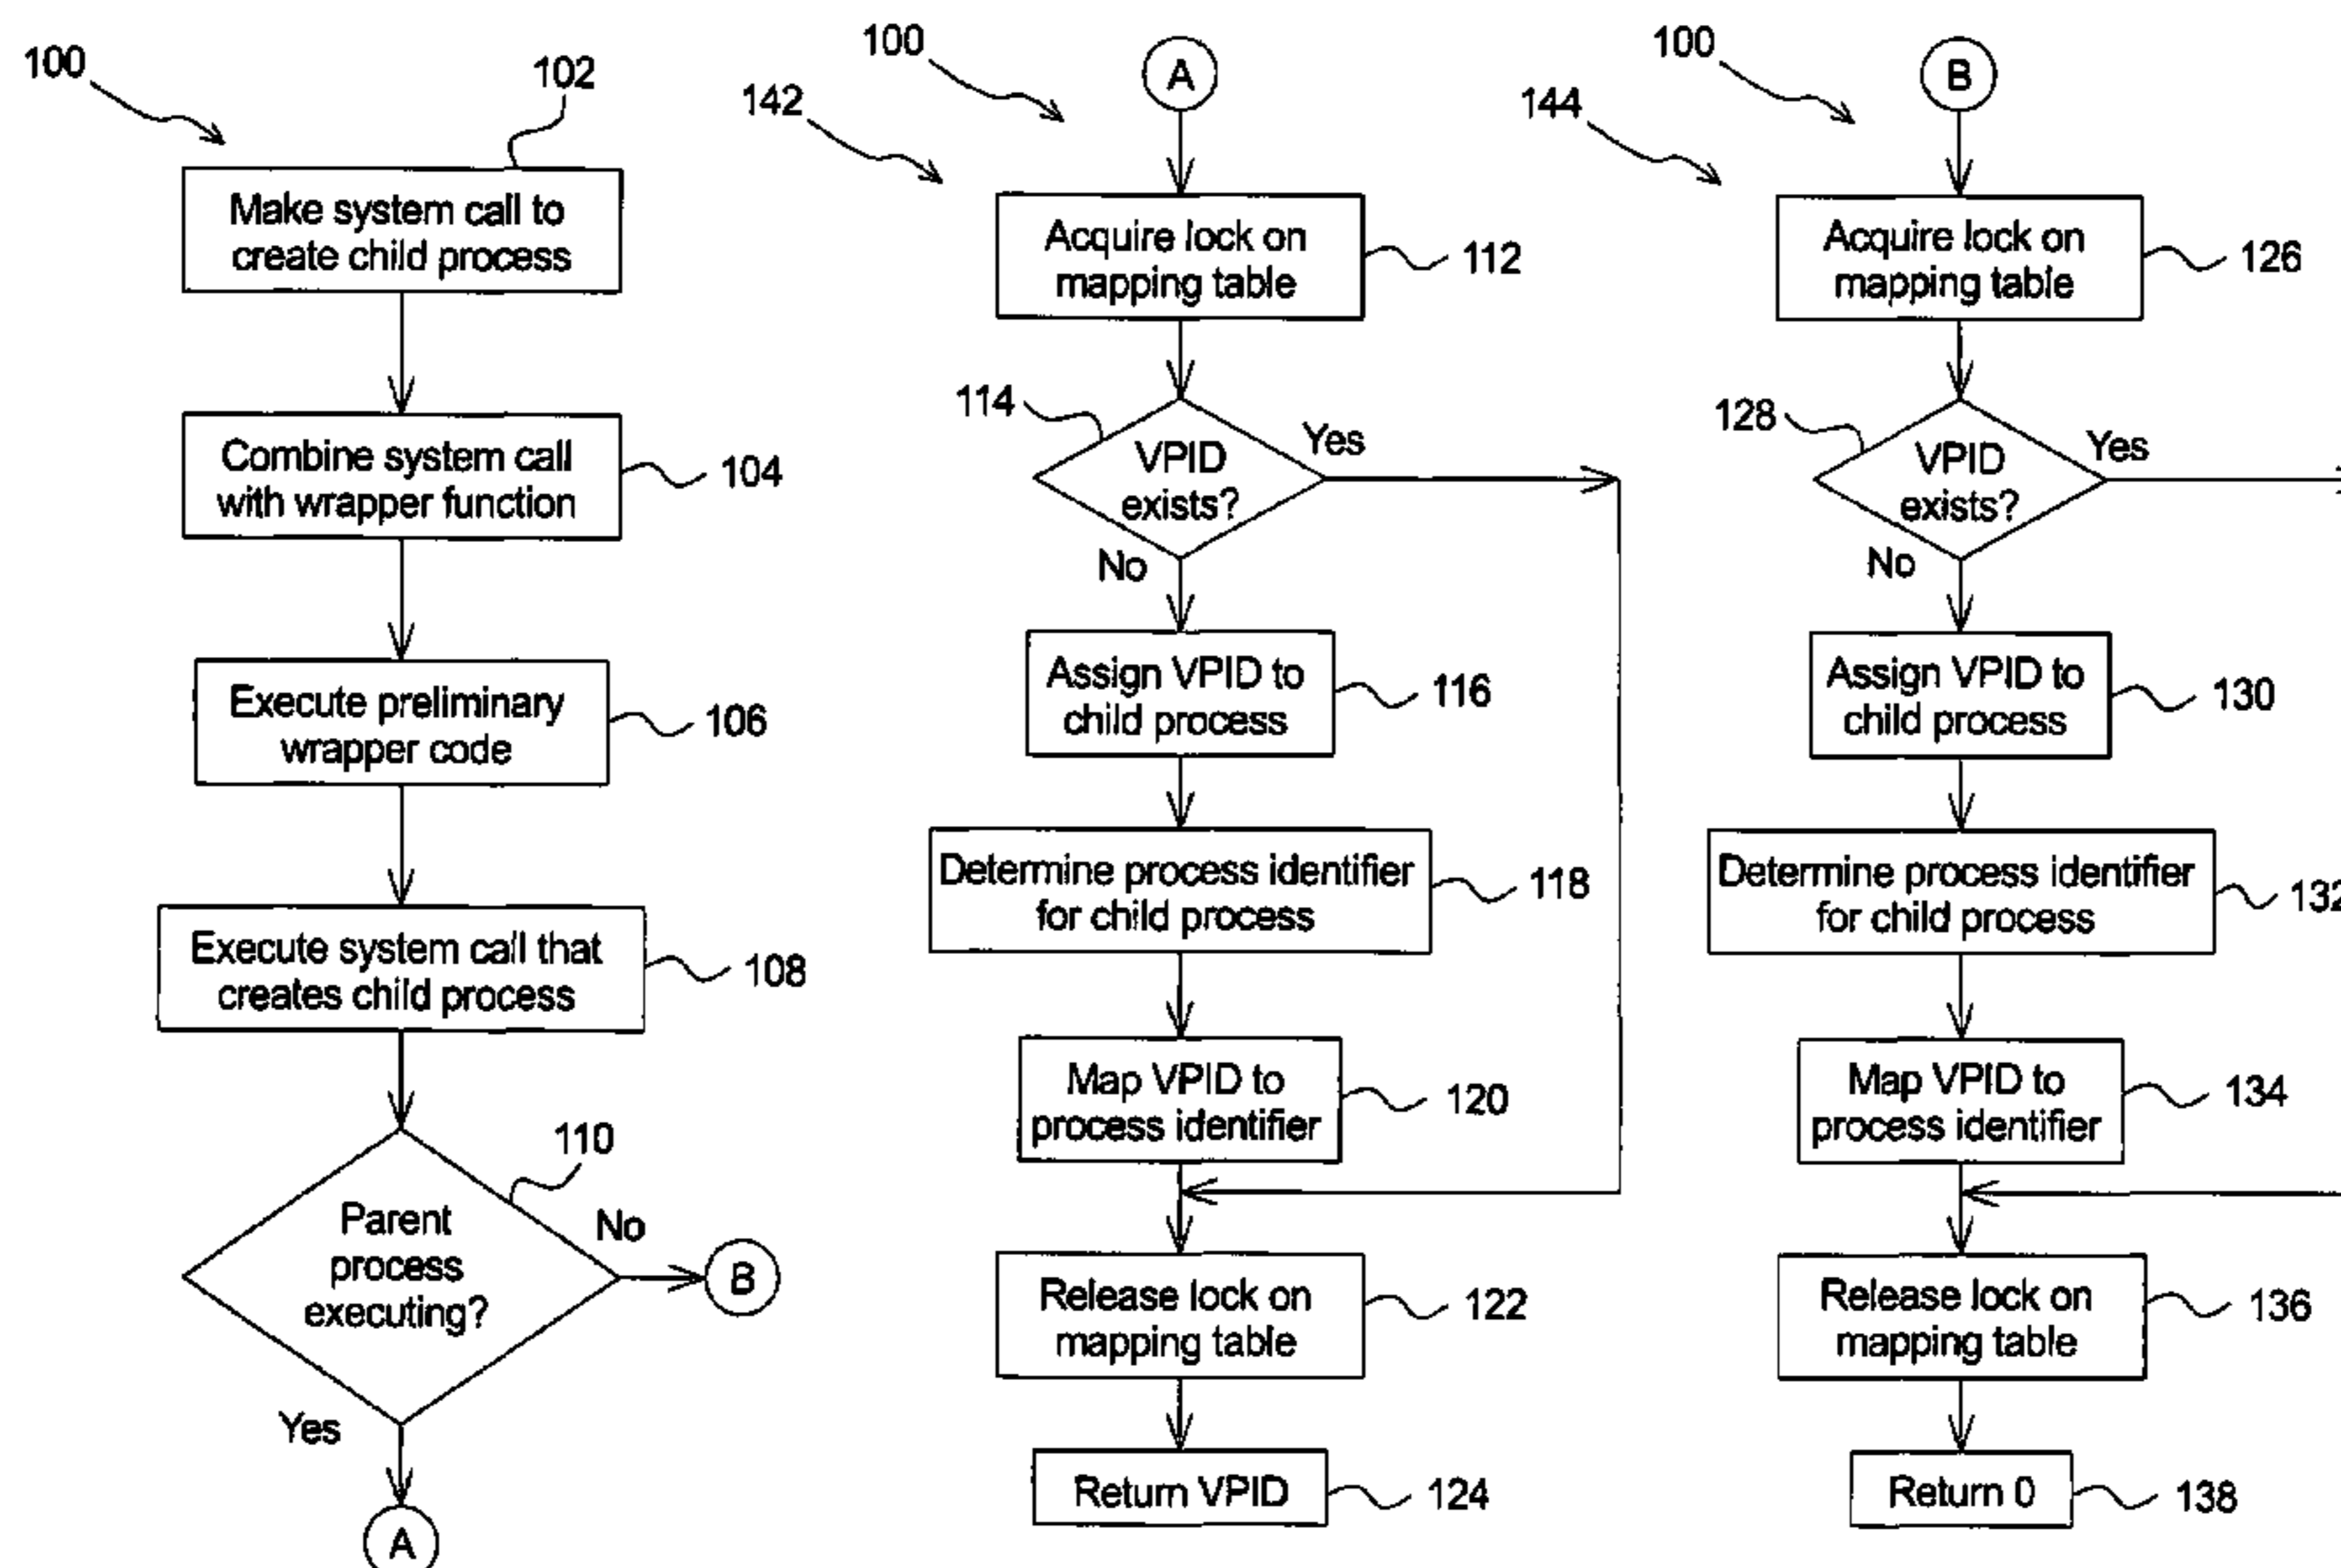 100
102
Make system call to
create child process
Combine system call
with wrapper function
104
Execute preliminary
wrapper code
106
Execute system call that
creates child process
108
110
Parent
process
executing?
No
B
Yes
A
100
142
A
Acquire lock on
mapping table
112
114
VPID
exists?
Yes
No
Assign VPID to
child process
116
Determine process identifier
for child process
118
Map VPID to
process identifier
120
Release lock on
mapping table
122
Return VPID
124
100
144
B
Acquire lock on
mapping table
126
128
VPID
exists?
Yes
No
Assign VPID to
child process
130
Determine process identifier
for child process
132
Map VPID to
process identifier
134
Release lock on
mapping table
136
Return 0
138